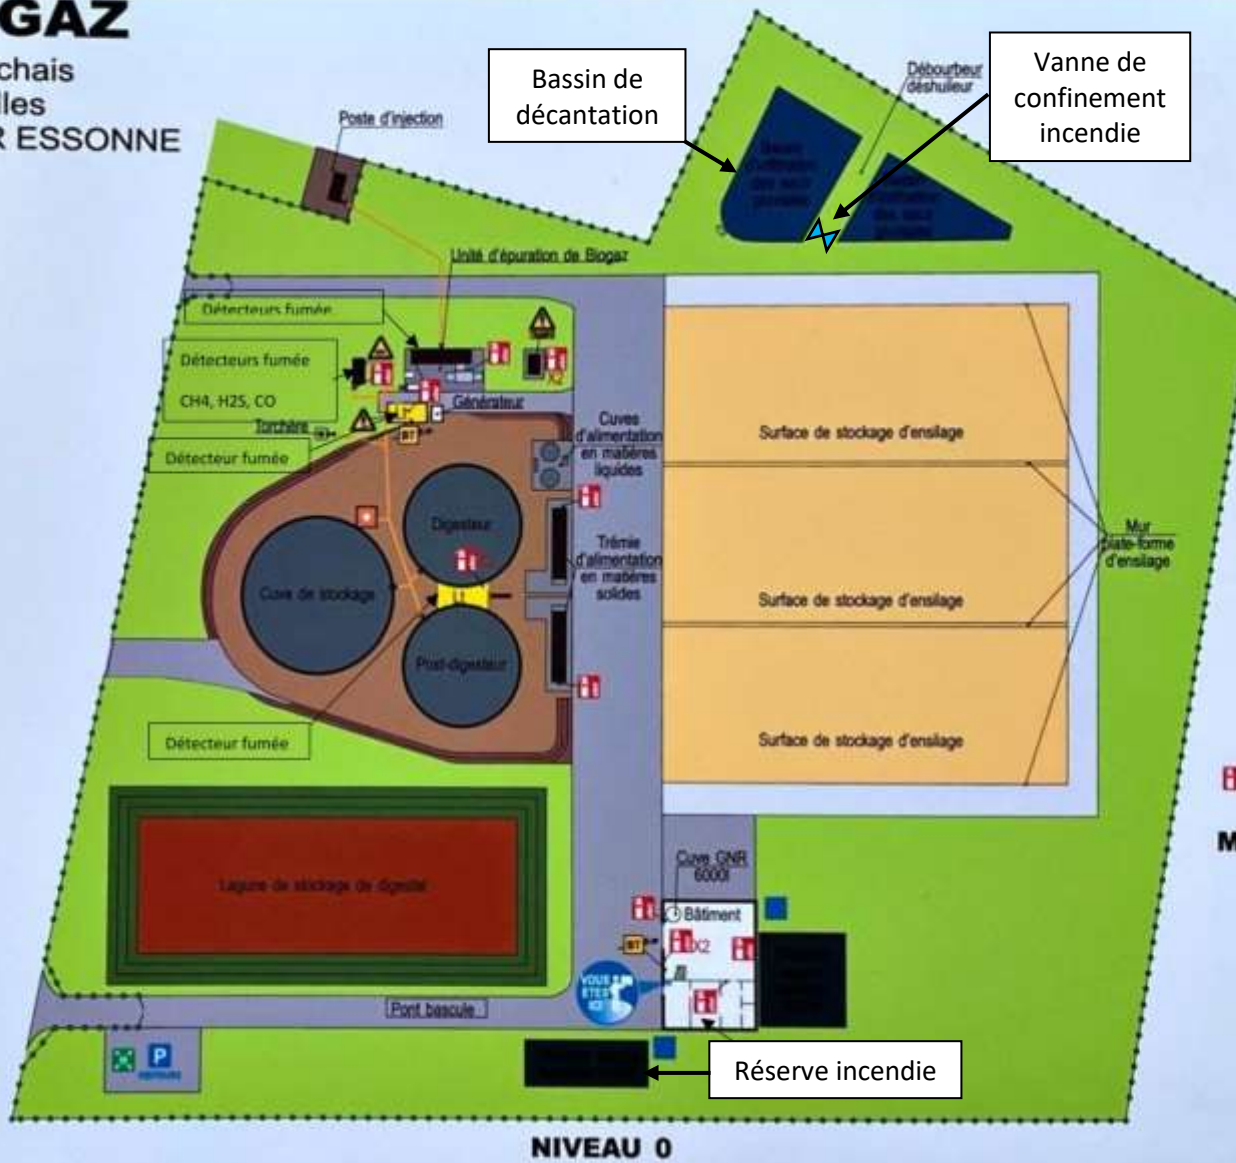 GAZ
chais
lles
R ESSONNE
Poste d'injection
Bassin de
décantation
Débourbeur
déshuileur
Vanne de
confinement
incendie
Unité d'épuration de Biogaz
Détecteurs fumée
Détecteurs fumée
CH4, H2S, CO
Générateur
Torchère
BT
Détecteur fumée
Cuves
d'alimentation
en matières
liquides
Surface de stockage d'ensilage
Digesteur
Trémie
d'alimentation
en matières
solides
Mur
plate-forme
d'ensilage
Cuve de stockage
L1
Surface de stockage d'ensilage
Post-digesteur
Détecteur fumée
Surface de stockage d'ensilage
M
Lagune de stockage de digestat
Cuve GNR
6000l
Bâtiment
BT
X2
VOUS
ETES
ICI
Pont bascule
P
Réserve incendie
NIVEAU 0